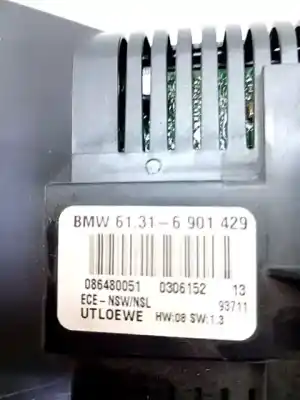 BMW 61.31-6 901 429
086480051 0306152 13
ECE-NSW/NSL 93711
UTLOEWE HW:08 SW:1.3